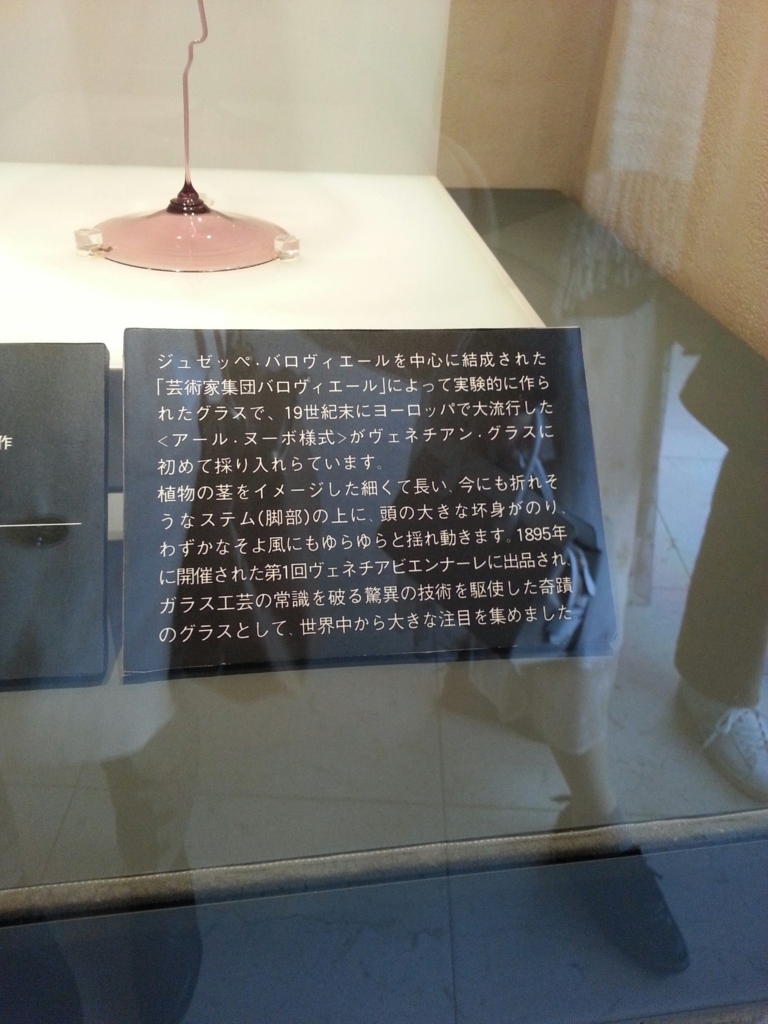 作
ジュゼッペ・バロヴィエールを中心に結成された
「芸術家集団バロヴィエール」によって実験的に作ら
れたグラスで、19世紀末にヨーロッパで大流行した
<アール・ヌーボ様式>がヴェネチアン・グラスに
初めて採り入れらています。
植物の茎をイメージした細くて長い、今にも折れそ
うなステム(脚部)の上に、頭の大きな坏身がのり、
わずかなそよ風にもゆらゆらと揺れ動きます。1895年
に開催された第1回ヴェネチアビエンナーレに出品され、
ガラス工芸の常識を破る驚異の技術を駆使した奇蹟
のグラスとして、世界中から大きな注目を集めました。